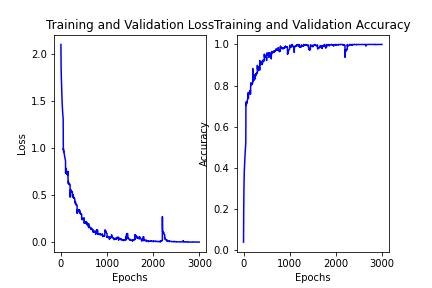 Training and Validation Loss
2.0
1.5
1.0
0.5
0.0
Loss
0 1000 2000 3000
Epochs
Training and Validation Accuracy
1.0
0.8
0.6
0.4
0.2
0.0
Accuracy
0 1000 2000 3000
Epochs